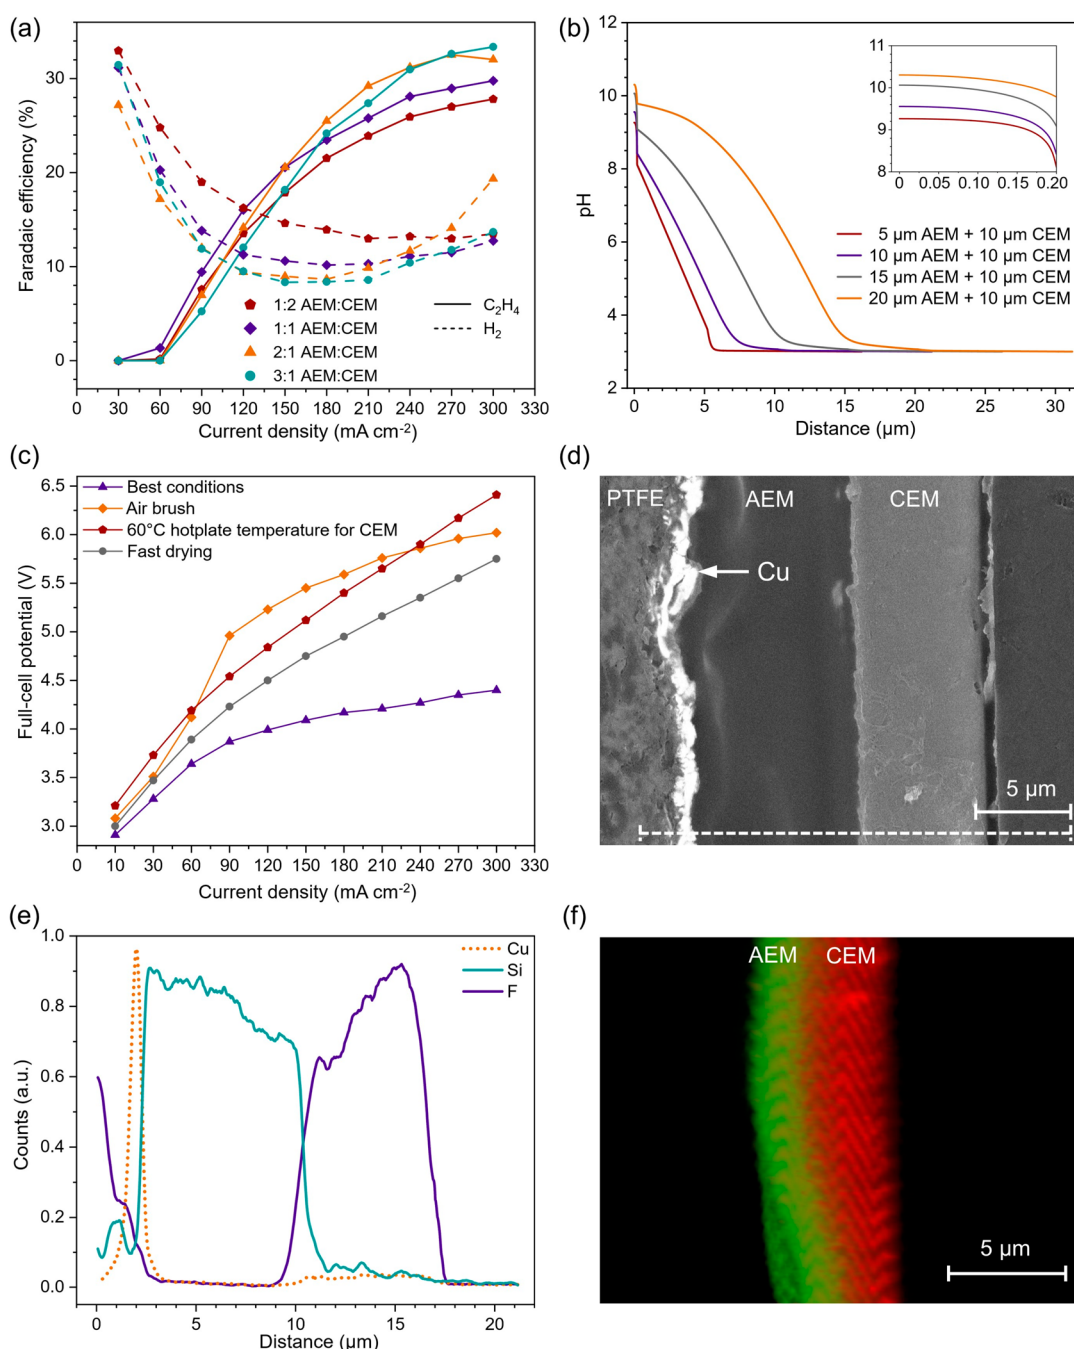 (a)
Faradaic efficiency (%)
30
20
10
0
1:2 AEM:CEM
1:1 AEM:CEM
2:1 AEM:CEM
3:1 AEM:CEM
C₂H₄
H₂
0 30 60 90 120 150 180 210 240 270 300 330
Current density (mA cm⁻²)
(b)
pH
12
10
8
6
4
2
11
10
9
8
0 0.05 0.10 0.15 0.20
5 µm AEM + 10 µm CEM
10 µm AEM + 10 µm CEM
15 µm AEM + 10 µm CEM
20 µm AEM + 10 µm CEM
0 5 10 15 20 25 30
Distance (µm)
(c)
Full-cell potential (V)
6.5
6.0
5.5
5.0
4.5
4.0
3.5
3.0
Best conditions
Air brush
60°C hotplate temperature for CEM
Fast drying
10 30 60 90 120 150 180 210 240 270 300 330
Current density (mA cm⁻²)
(d)
PTFE AEM CEM
Cu
5 µm
(e)
Counts (a.u.)
1.0
0.8
0.6
0.4
0.2
0.0
Cu
Si
F
0 5 10 15 20
Distance (µm)
(f)
AEM CEM
5 µm